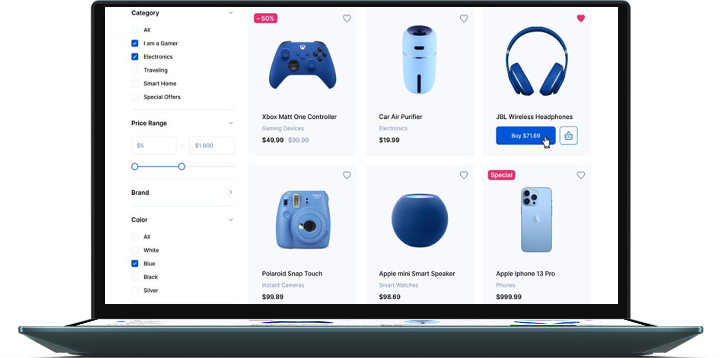 Category
All
I am a Gamer
Electronics
Traveling
Smart Home
Special Offers
Price Range
$5 - $1 000
Brand
Color
All
White
Blue
Black
Silver
– 50%
Xbox Matt One Controller
Gaming Devices
$49.99 $99.99
Car Air Purifier
Electronics
$19.99
JBL Wireless Headphones
Buy $71.69
Polaroid Snap Touch
Instant Cameras
$99.89
Apple mini Smart Speaker
Smart Watches
$98.69
Special
Apple Iphone 13 Pro
Phones
$999.99